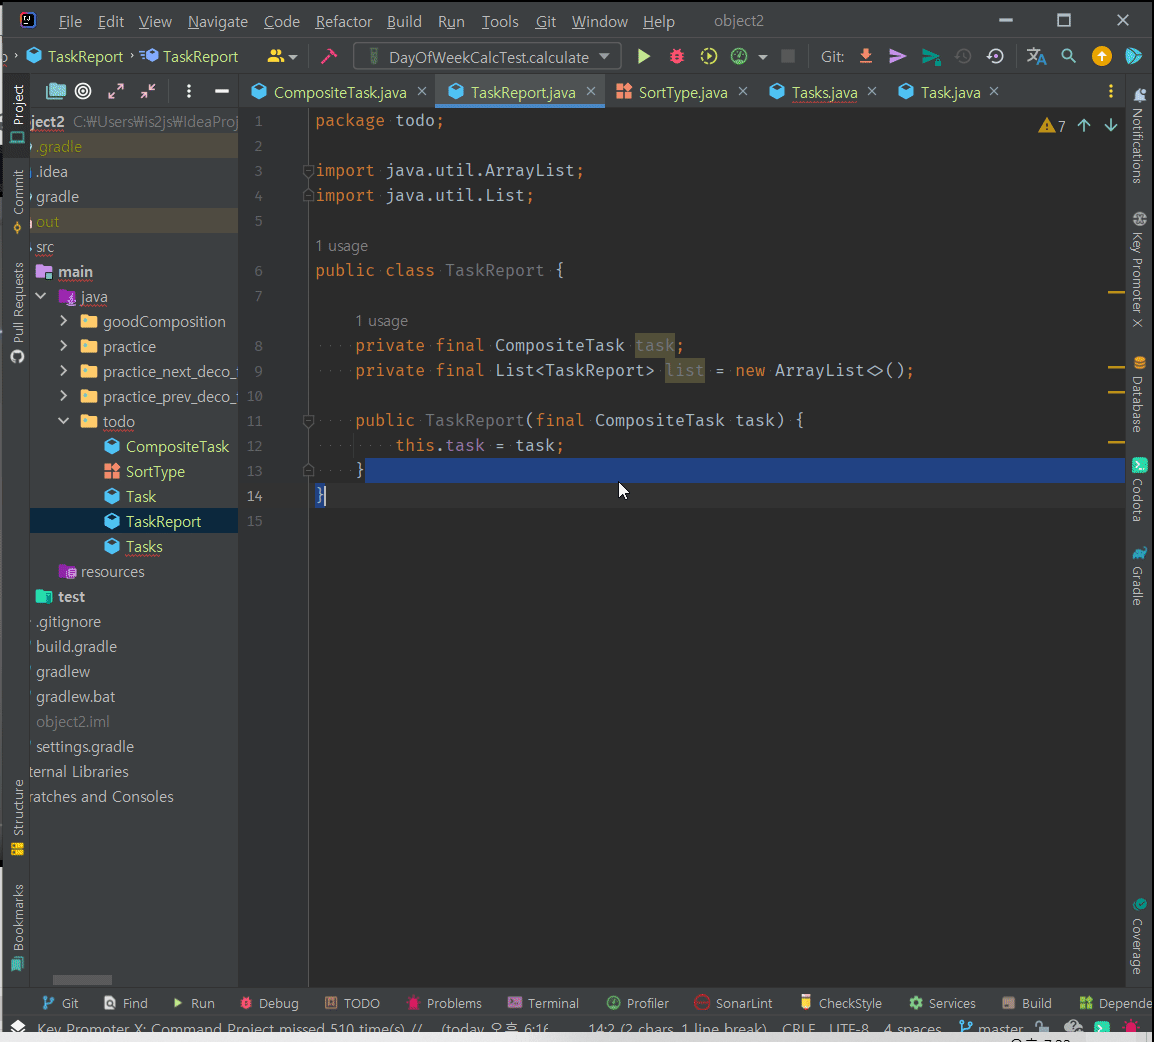 File Edit View Navigate Code Refactor Build Run Tools Git Window Help object2
TaskReport TaskReport DayOfWeekCalcTest.calculate Git:
Project
CompositeTask.java TaskReport.java SortType.java Tasks.java Task.java
ject2 C:₩Users₩is2js₩IdeaProj
.gradle
.idea
gradle
out
src
main
java
goodComposition
practice
practice_next_deco_
practice_prev_deco_
todo
CompositeTask
SortType
Task
TaskReport
Tasks
resources
test
.gitignore
build.gradle
gradlew
gradlew.bat
object2.iml
settings.gradle
ternal Libraries
ratches and Consoles
Commit
Pull Requests
Structure
Bookmarks
7
1 package todo;
2
3 import java.util.ArrayList;
4 import java.util.List;
5
1 usage
6 public class TaskReport {
7
1 usage
8 private final CompositeTask task;
9 private final List<TaskReport> list = new ArrayList<>();
10
11 public TaskReport(final CompositeTask task) {
12 this.task = task;
13 }
14 }
15
Notifications
Key Promoter X
Database
Codota
Gradle
Coverage
Git Find Run Debug TODO Problems Terminal Profiler SonarLint CheckStyle Services Build Depende
Key Promoter X: Command Project missed 510 time(s) // (today 오후 6:16 14:2 (2 chars, 1 line break) CRLF UTF-8 4 spaces master